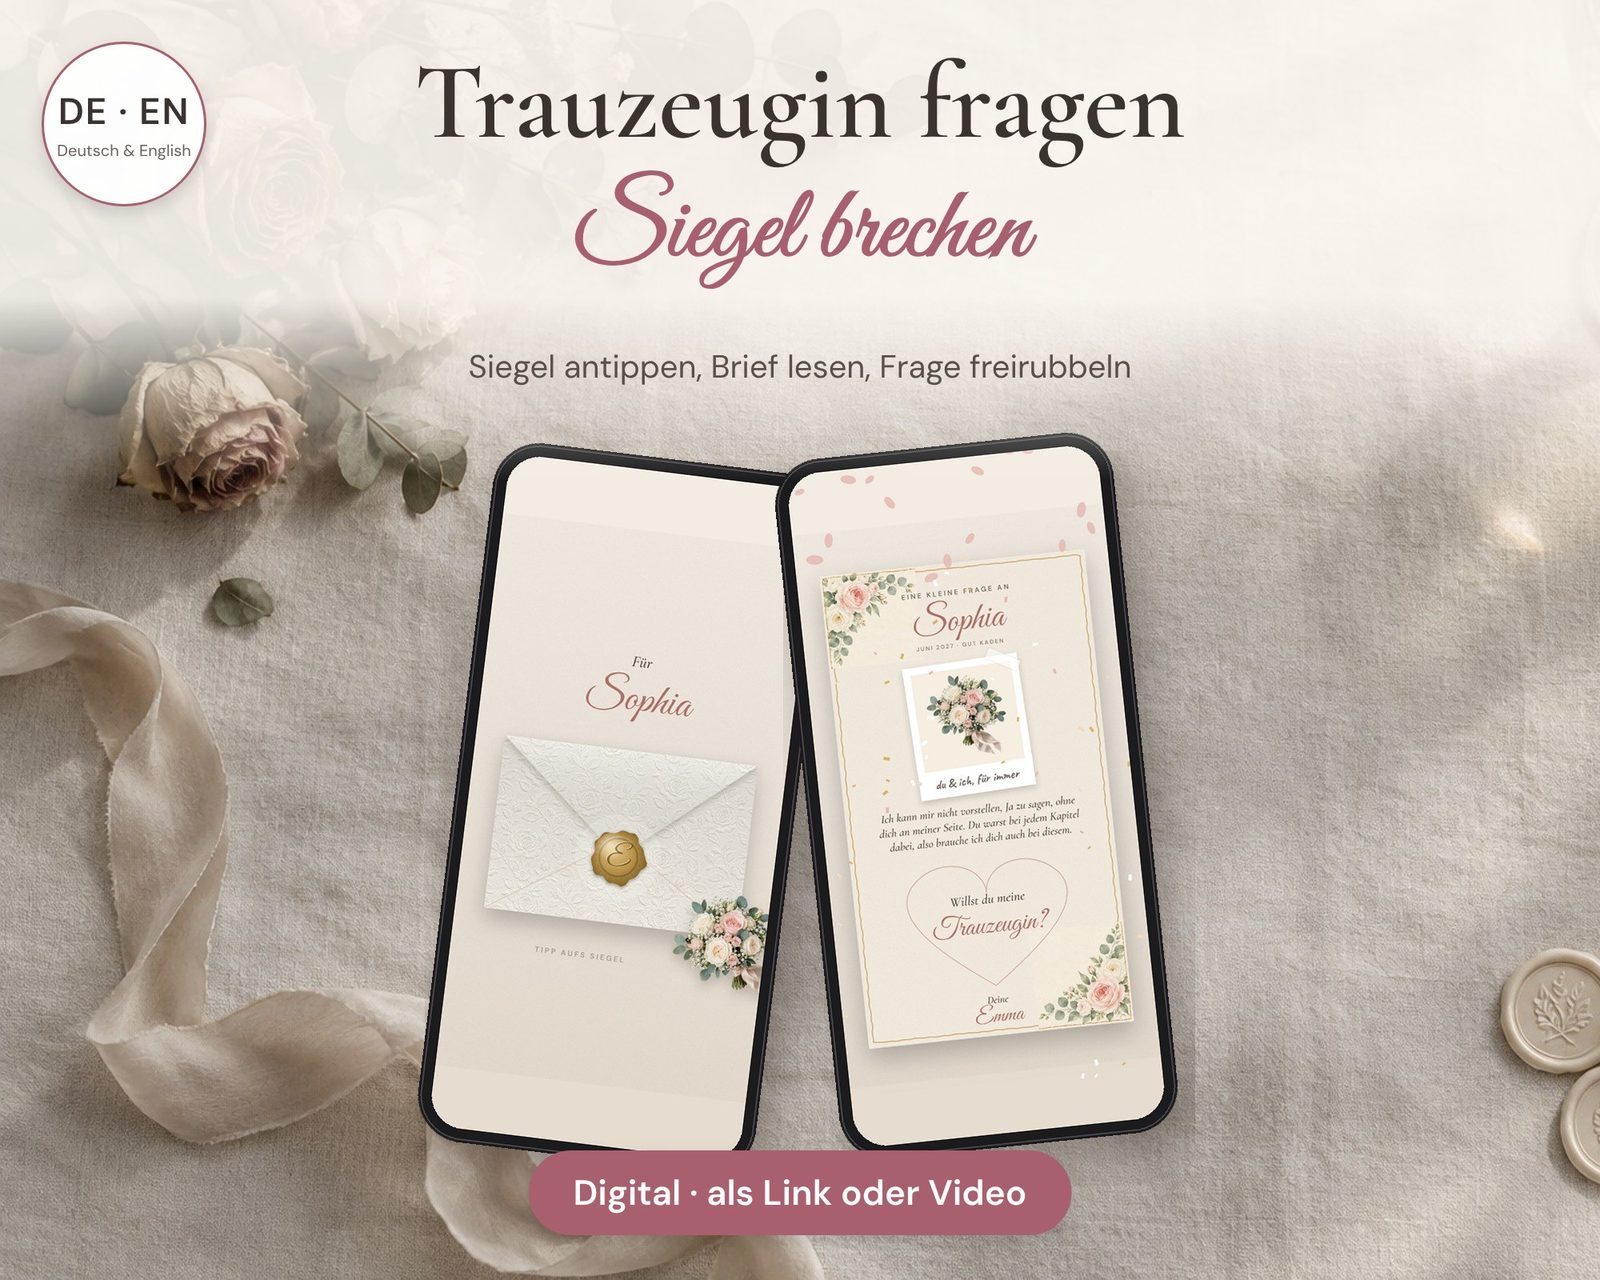 DE · EN
Deutsch & English
Trauzeugin fragen
Siegel brechen
Siegel antippen, Brief lesen, Frage freirubbeln
Für
Sophia
E
TIPP AUFS SIEGEL
EINE KLEINE FRAGE AN
Sophia
JUNI 2027 · GUT KADEN
du & ich, für immer
Ich kann mir nicht vorstellen, Ja zu sagen, ohne
dich an meiner Seite. Du warst bei jedem Kapitel
dabei, also brauche ich dich auch bei diesem.
Willst du meine
Trauzeugin?
Deine
Emma
Digital · als Link oder Video